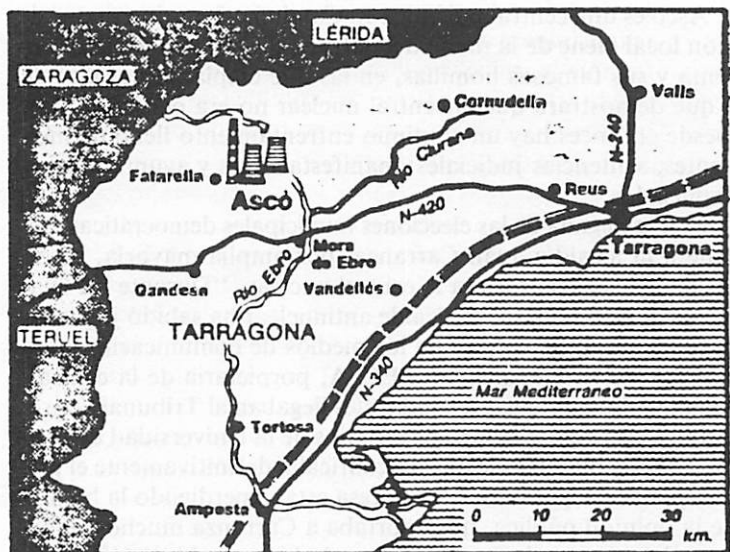 LÉRIDA
ZARAGOZA
Cornudella
Valls
N-240
Río Ciurana
Fatarella
Reus
ASCÓ
N-420
Tarragona
Mora
de Ebro
Río Ebro
Gandesa
Vandellós
TARRAGONA
TERUEL
N-340
Mar Mediterráneo
Tortosa
Amposta
0 10 20 30
km.